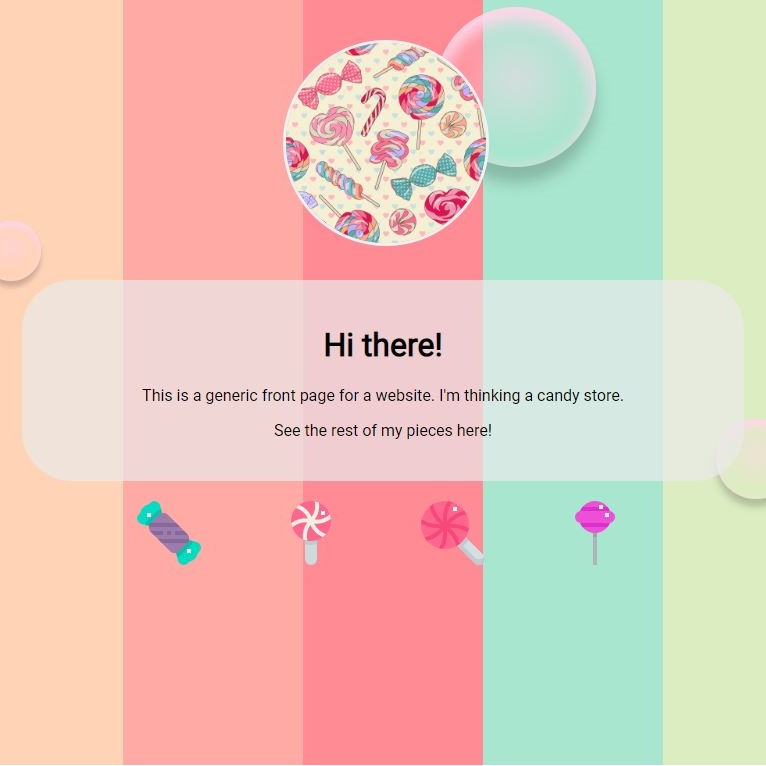 Hi there!
This is a generic front page for a website. I'm thinking a candy store.
See the rest of my pieces here!